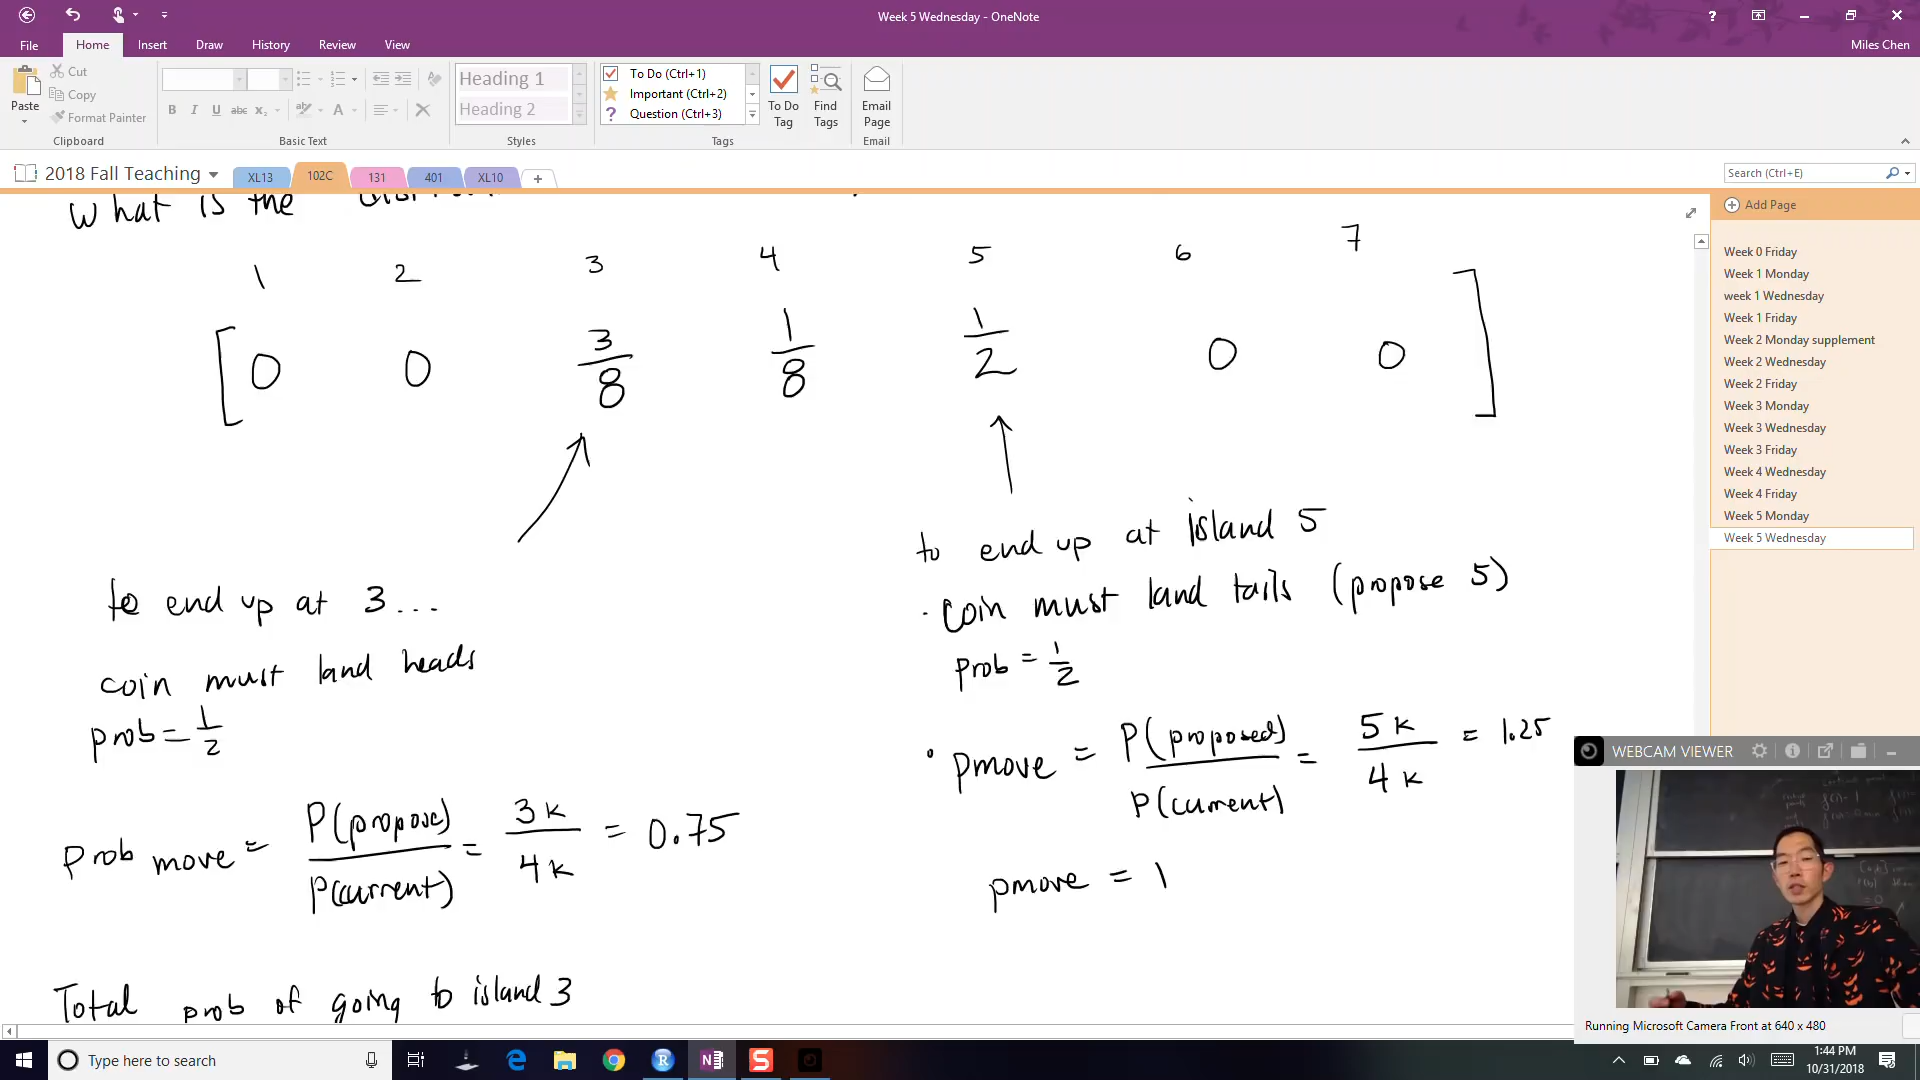 Week 5 Wednesday - OneNote
File Home Insert Draw History Review View Miles Chen
Paste
Cut
Copy
Format Painter
Clipboard
B I U abc x₂ A
Basic Text
Heading 1
Heading 2
Styles
To Do (Ctrl+1)
Important (Ctrl+2)
Question (Ctrl+3)
Tags
To Do Tag
Find Tags
Email Page
Email
2018 Fall Teaching XL13 102C 131 401 XL10
Search (Ctrl+E)
Add Page
Week 0 Friday
Week 1 Monday
week 1 Wednesday
Week 1 Friday
Week 2 Monday supplement
Week 2 Wednesday
Week 2 Friday
Week 3 Monday
Week 3 Wednesday
Week 3 Friday
Week 4 Wednesday
Week 4 Friday
Week 5 Monday
Week 5 Wednesday
What is the
1 2 3 4 5 6 7
[ 0 0 3/8 1/8 1/2 0 0 ]
to end up at 3...
coin must land heads
prob = 1/2
Prob move = P(propose)/P(current) = 3k/4k = 0.75
Total prob of going to island 3
to end up at island 5
· coin must land tails (propose 5)
prob = 1/2
· pmove = P(proposed)/P(current) = 5k/4k = 1.25
pmove = 1
WEBCAM VIEWER
Running Microsoft Camera Front at 640 x 480
Type here to search
1:44 PM
10/31/2018